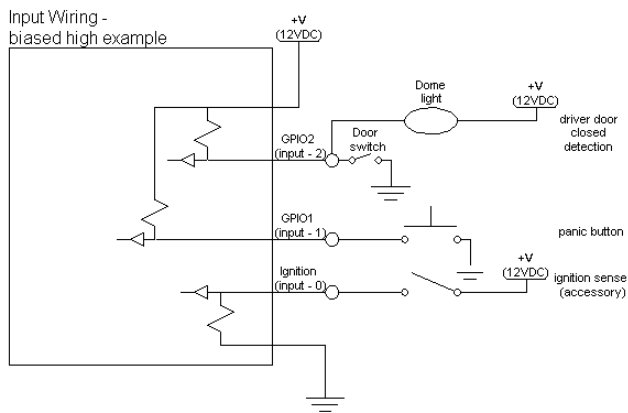 Input Wiring -
biased high example
+V
(12VDC)
Dome
light
+V
(12VDC)
driver door
closed
detection
GPIO2
(input - 2)
Door
switch
GPIO1
(input - 1)
panic button
Ignition
(input - 0)
+V
(12VDC)
ignition sense
(accessory)